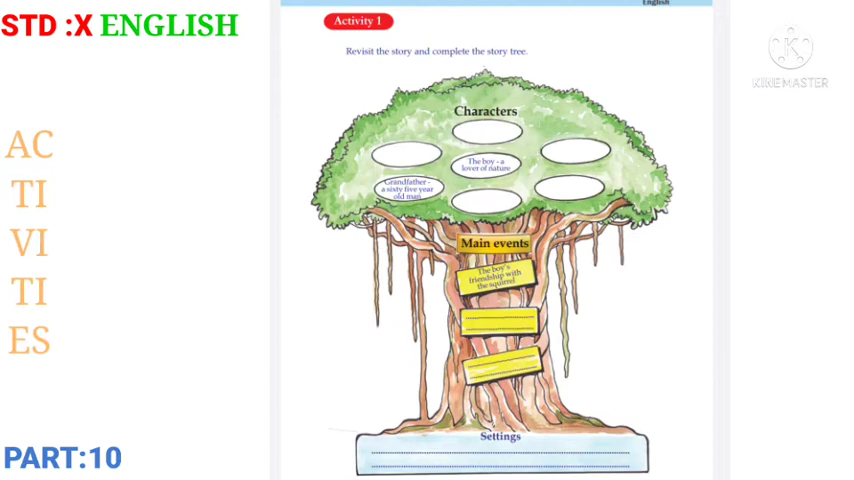 English
STD :X ENGLISH
Activity 1
Revisit the story and complete the story tree.
KINEMASTER
AC
TI
VI
TI
ES
Characters
The boy - a
lover of nature
Grandfather -
a sixty five year
old man
Main events
The boy's
friendship with
the squirrel
Settings
PART:10